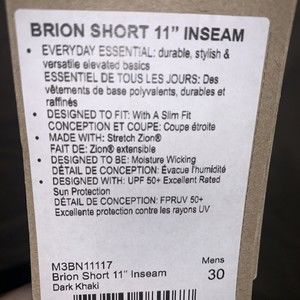 BRION SHORT 11” INSEAM
• EVERYDAY ESSENTIAL: durable, stylish &
versatile elevated basics
ESSENTIEL DE TOUS LES JOURS: Des
vêtements de base polyvalents, durables et
raffinés
• DESIGNED TO FIT: With A Slim Fit
CONCEPTION ET COUPE: Coupe étroite
• MADE WITH: Stretch Zion®
FAIT DE: Zion® extensible
• DESIGNED TO BE: Moisture Wicking
DÉTAIL DE CONCEPTION: Évacue l'humidité
• DESIGNED WITH: UPF 50+ Excellent Rated
Sun Protection
DÉTAIL DE CONCEPTION: FPRUV 50+
Excellente protection contre les rayons UV
M3BN11117
Mens
Brion Short 11" Inseam
30
Dark Khaki